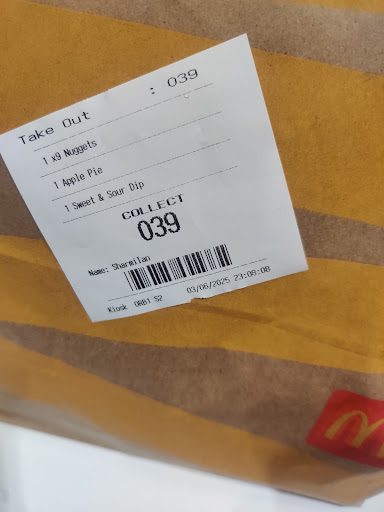 Take Out : 039
1 x9 Nuggets
1 Apple Pie
1 Sweet & Sour Dip
COLLECT
039
Name: Sharmilan
Kiosk ORB1 S2 03/06/2025 23:09:08